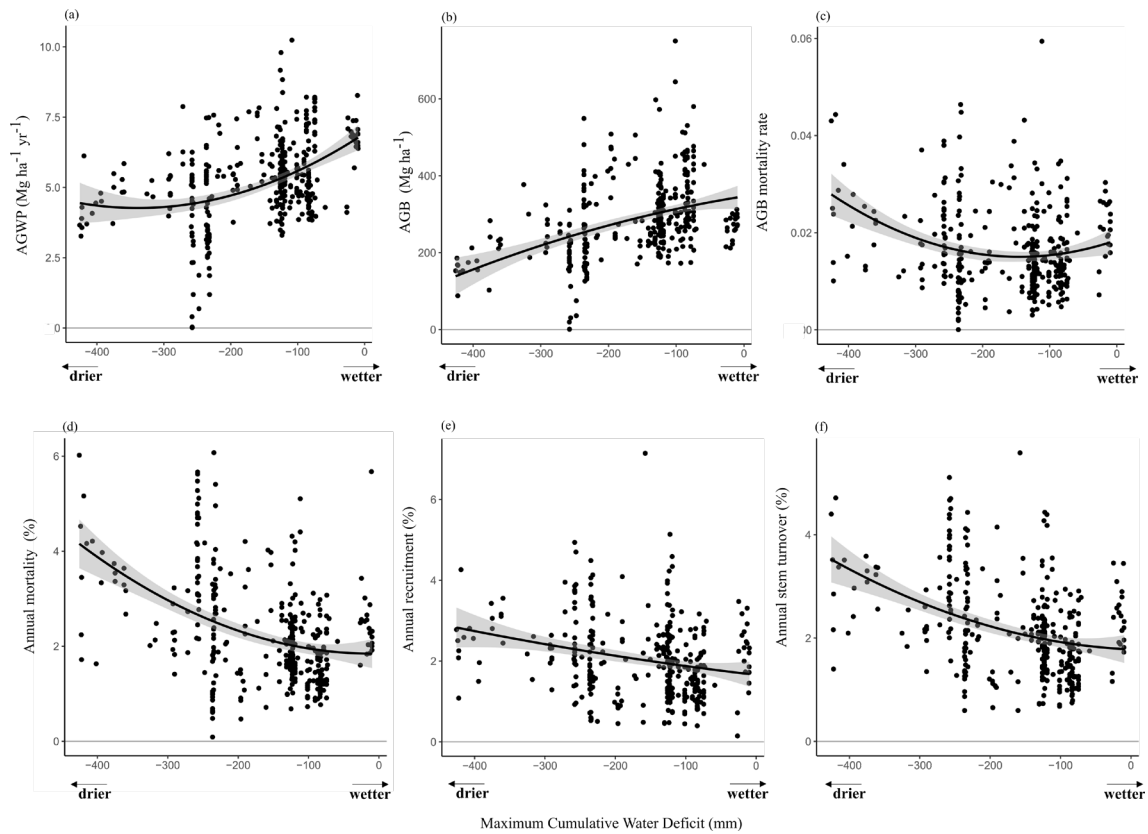 (a)
AGWP (Mg ha⁻¹ yr⁻¹)
10.0
7.5
5.0
2.5
0
−400 −300 −200 −100 0
drier wetter
(b)
AGB (Mg ha⁻¹)
600
400
200
0
−400 −300 −200 −100 0
drier wetter
(c)
AGB mortality rate
0.06
0.04
0.02
00
−400 −300 −200 −100 0
drier wetter
(d)
Annual mortality (%)
6
4
2
0
−400 −300 −200 −100 0
drier wetter
(e)
Annual recruitment (%)
6
4
2
0
−400 −300 −200 −100 0
drier wetter
(f)
Annual stem turnover (%)
4
2
0
−400 −300 −200 −100 0
drier wetter
Maximum Cumulative Water Deficit (mm)